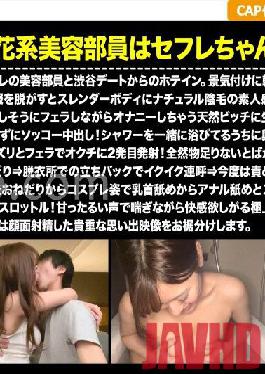 CAP
花系美容部員はセフレちゃん
レの美容部員と渋谷デートからのホテイン。景気付けに
を脱がすとスレンダーボディにナチュラル陰毛の素人感
しそうにフェラしながらオナニーしちゃう天然ビッチに
ずにソッコー中出し！シャワーを一緒に浴びてるうちに
ズリとフェラでオクチに2発目発射！全然物足りないとばか
り⇒脱衣所での立ちバックでイクイク連呼⇒今度は責め
おねだりからコスプレ姿で乳首舐めからアナル舐めと
スロットル！甘ったるい声で喘ぎながら快感欲しがる極上
は顔面射精した貴重な思い出映像をお裾分けします。
JAVHD